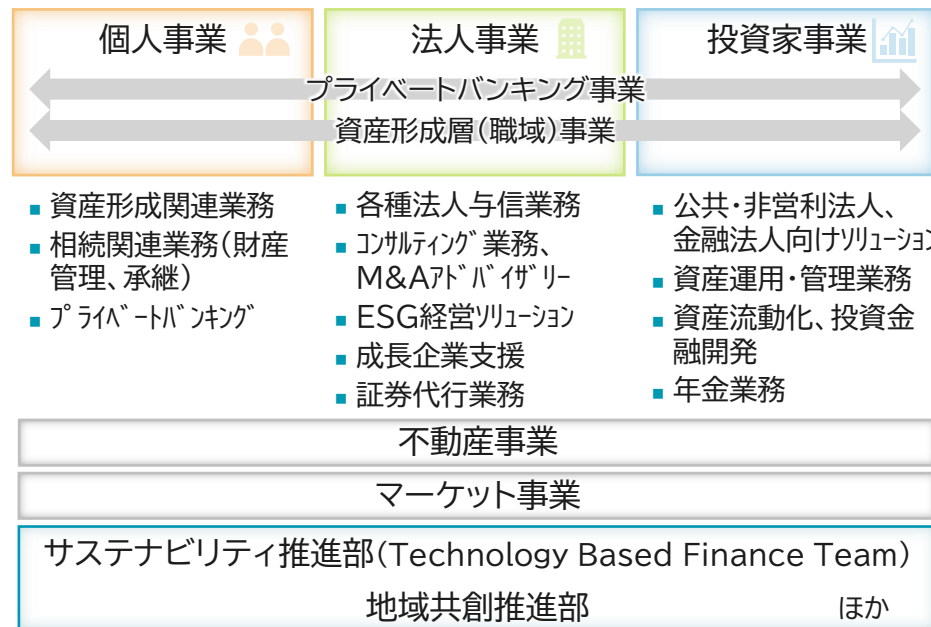 個人事業
法人事業
投資家事業
プライベートバンキング事業
資産形成層(職域)事業
■ 資産形成関連業務
■ 相続関連業務(財産
管理、承継)
■ プライベートバンキング
■ 各種法人与信業務
■ コンサルティング業務、
M&Aアドバイザリー
■ ESG経営ソリューション
■ 成長企業支援
■ 証券代行業務
■ 公共・非営利法人、
金融法人向けソリューション
■ 資産運用・管理業務
■ 資産流動化、投資金
融開発
■ 年金業務
不動産事業
マーケット事業
サステナビリティ推進部(Technology Based Finance Team)
地域共創推進部 ほか